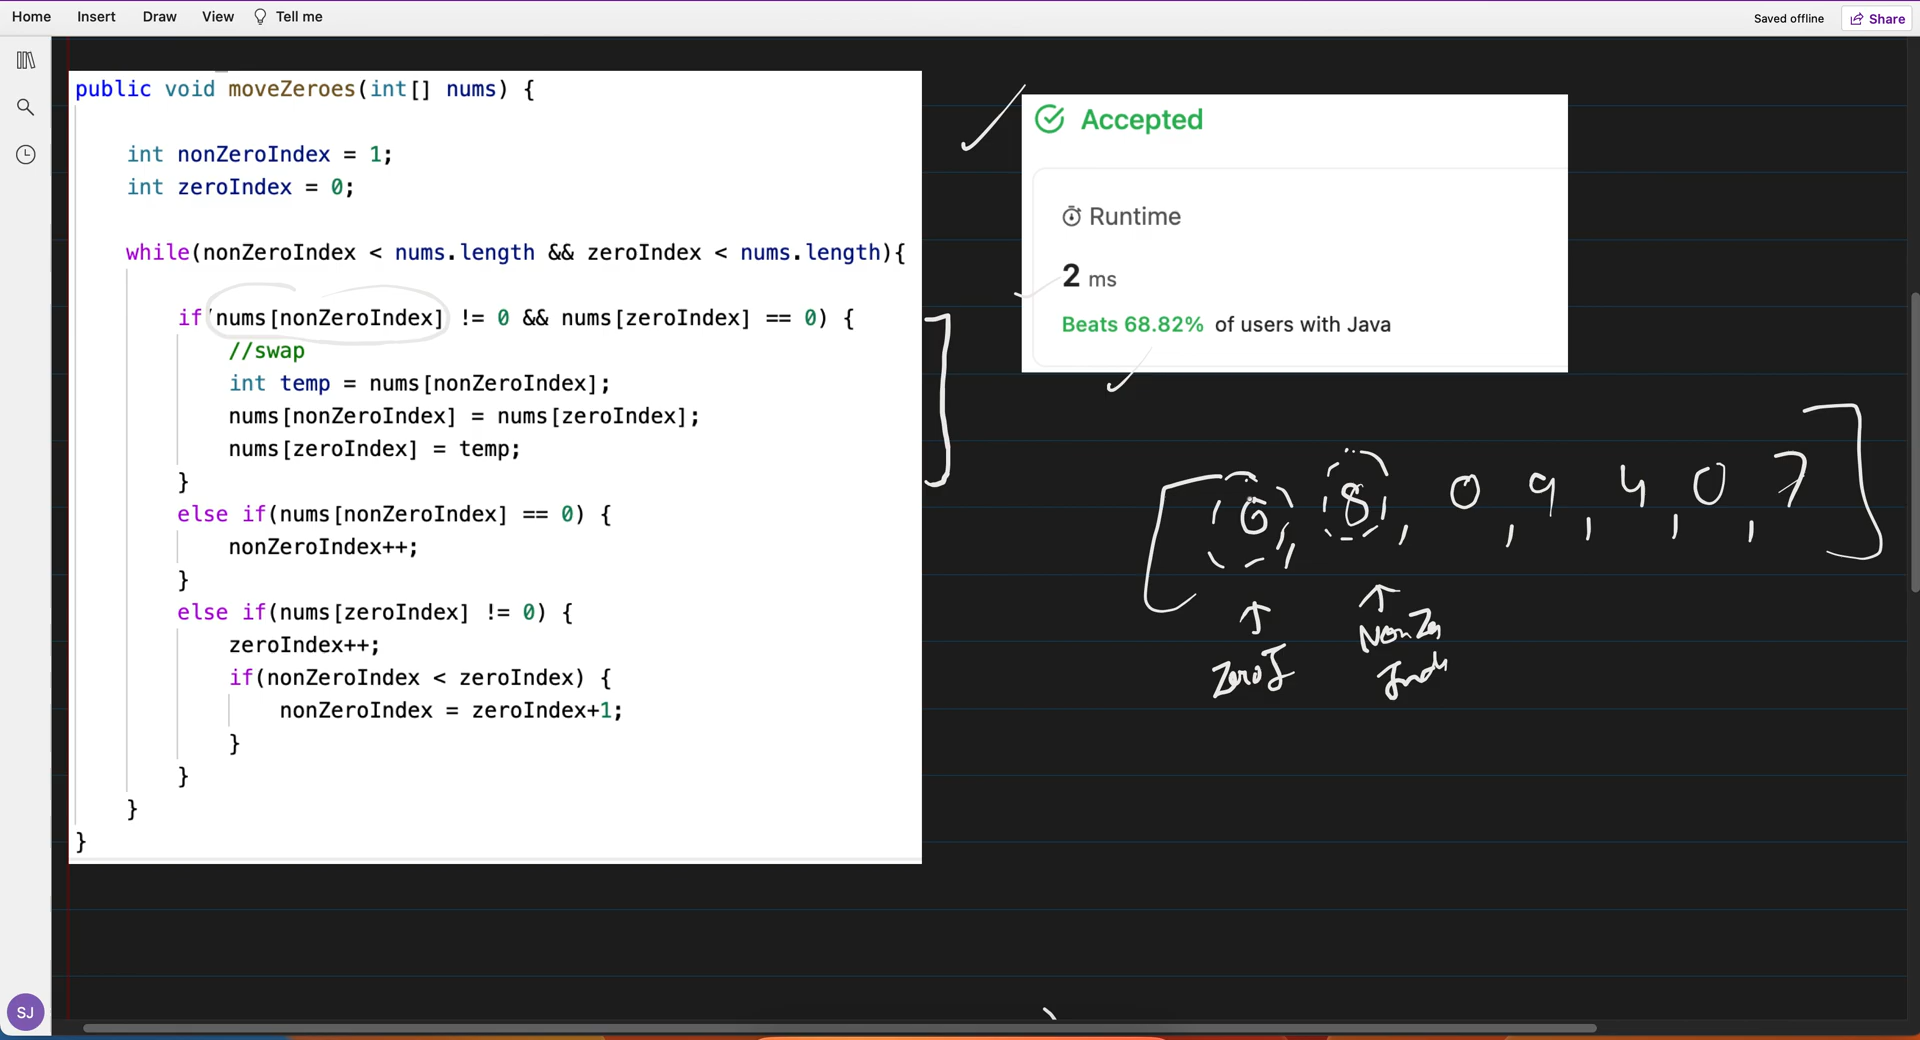 Home Insert Draw View Tell me
Saved offline Share
public void moveZeroes(int[] nums) {
int nonZeroIndex = 1;
int zeroIndex = 0;
while(nonZeroIndex < nums.length && zeroIndex < nums.length){
if(nums[nonZeroIndex] != 0 && nums[zeroIndex] == 0) {
//swap
int temp = nums[nonZeroIndex];
nums[nonZeroIndex] = nums[zeroIndex];
nums[zeroIndex] = temp;
}
else if(nums[nonZeroIndex] == 0) {
nonZeroIndex++;
}
else if(nums[zeroIndex] != 0) {
zeroIndex++;
if(nonZeroIndex < zeroIndex) {
nonZeroIndex = zeroIndex+1;
}
}
}
}
Accepted
Runtime
2 ms
Beats 68.82% of users with Java
[0, 8, 0, 9, 4, 0, 7]
ZeroI
NonZe
SJ